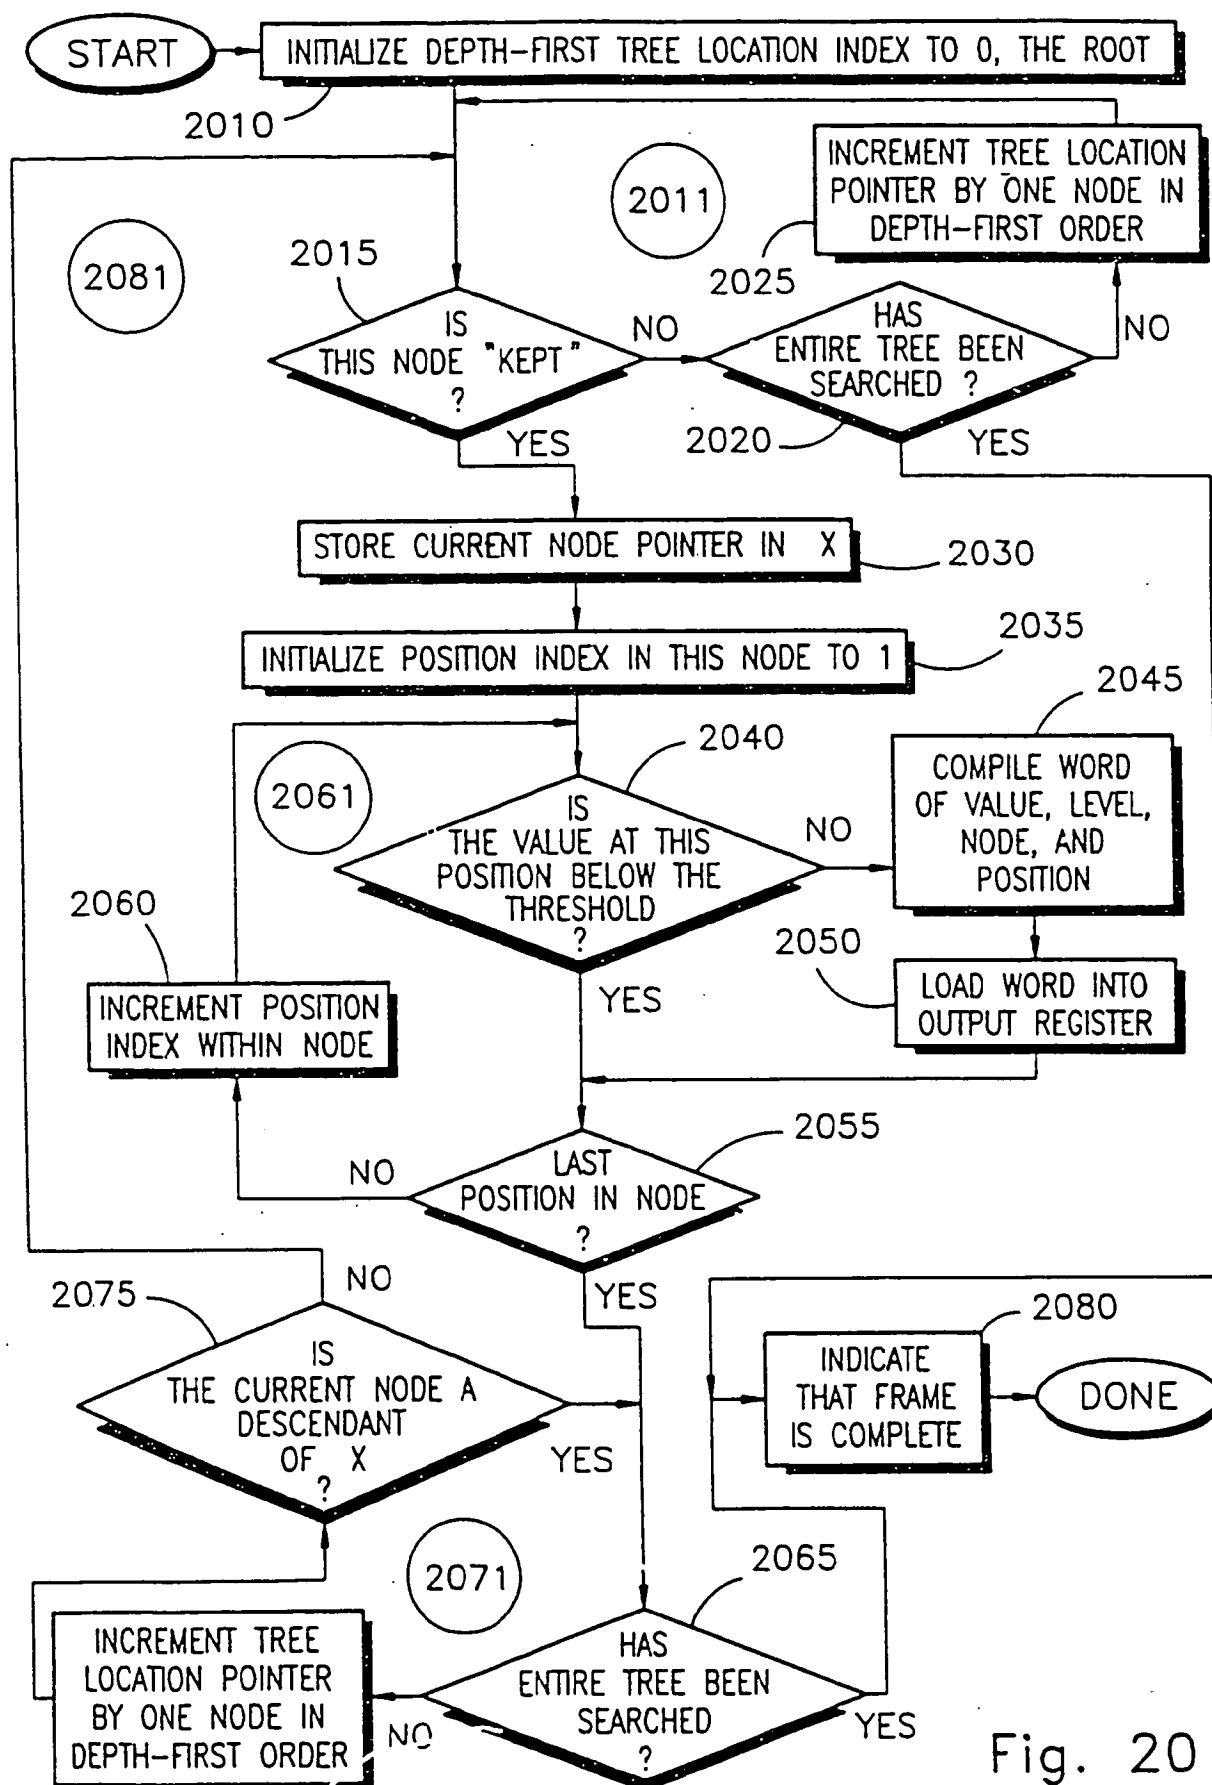 START
INITIALIZE DEPTH-FIRST TREE LOCATION INDEX TO 0, THE ROOT
2010
INCREMENT TREE LOCATION
POINTER BY ONE NODE IN
DEPTH-FIRST ORDER
2011
2025
2081
2015
IS
THIS NODE "KEPT"
?
NO
HAS
ENTIRE TREE BEEN
SEARCHED ?
NO
2020
YES
YES
STORE CURRENT NODE POINTER IN X
2030
INITIALIZE POSITION INDEX IN THIS NODE TO 1
2035
2045
2040
2061
IS
THE VALUE AT THIS
POSITION BELOW THE
THRESHOLD
?
NO
COMPILE WORD
OF VALUE, LEVEL,
NODE, AND
POSITION
2060
2050
YES
INCREMENT POSITION
INDEX WITHIN NODE
LOAD WORD INTO
OUTPUT REGISTER
2055
NO
LAST
POSITION IN NODE
?
YES
2075
NO
2080
IS
THE CURRENT NODE A
DESCENDANT
OF X
?
YES
INDICATE
THAT FRAME
IS COMPLETE
DONE
2071
2065
INCREMENT TREE
LOCATION POINTER
BY ONE NODE IN
DEPTH-FIRST ORDER
NO
HAS
ENTIRE TREE BEEN
SEARCHED
?
YES
Fig. 20